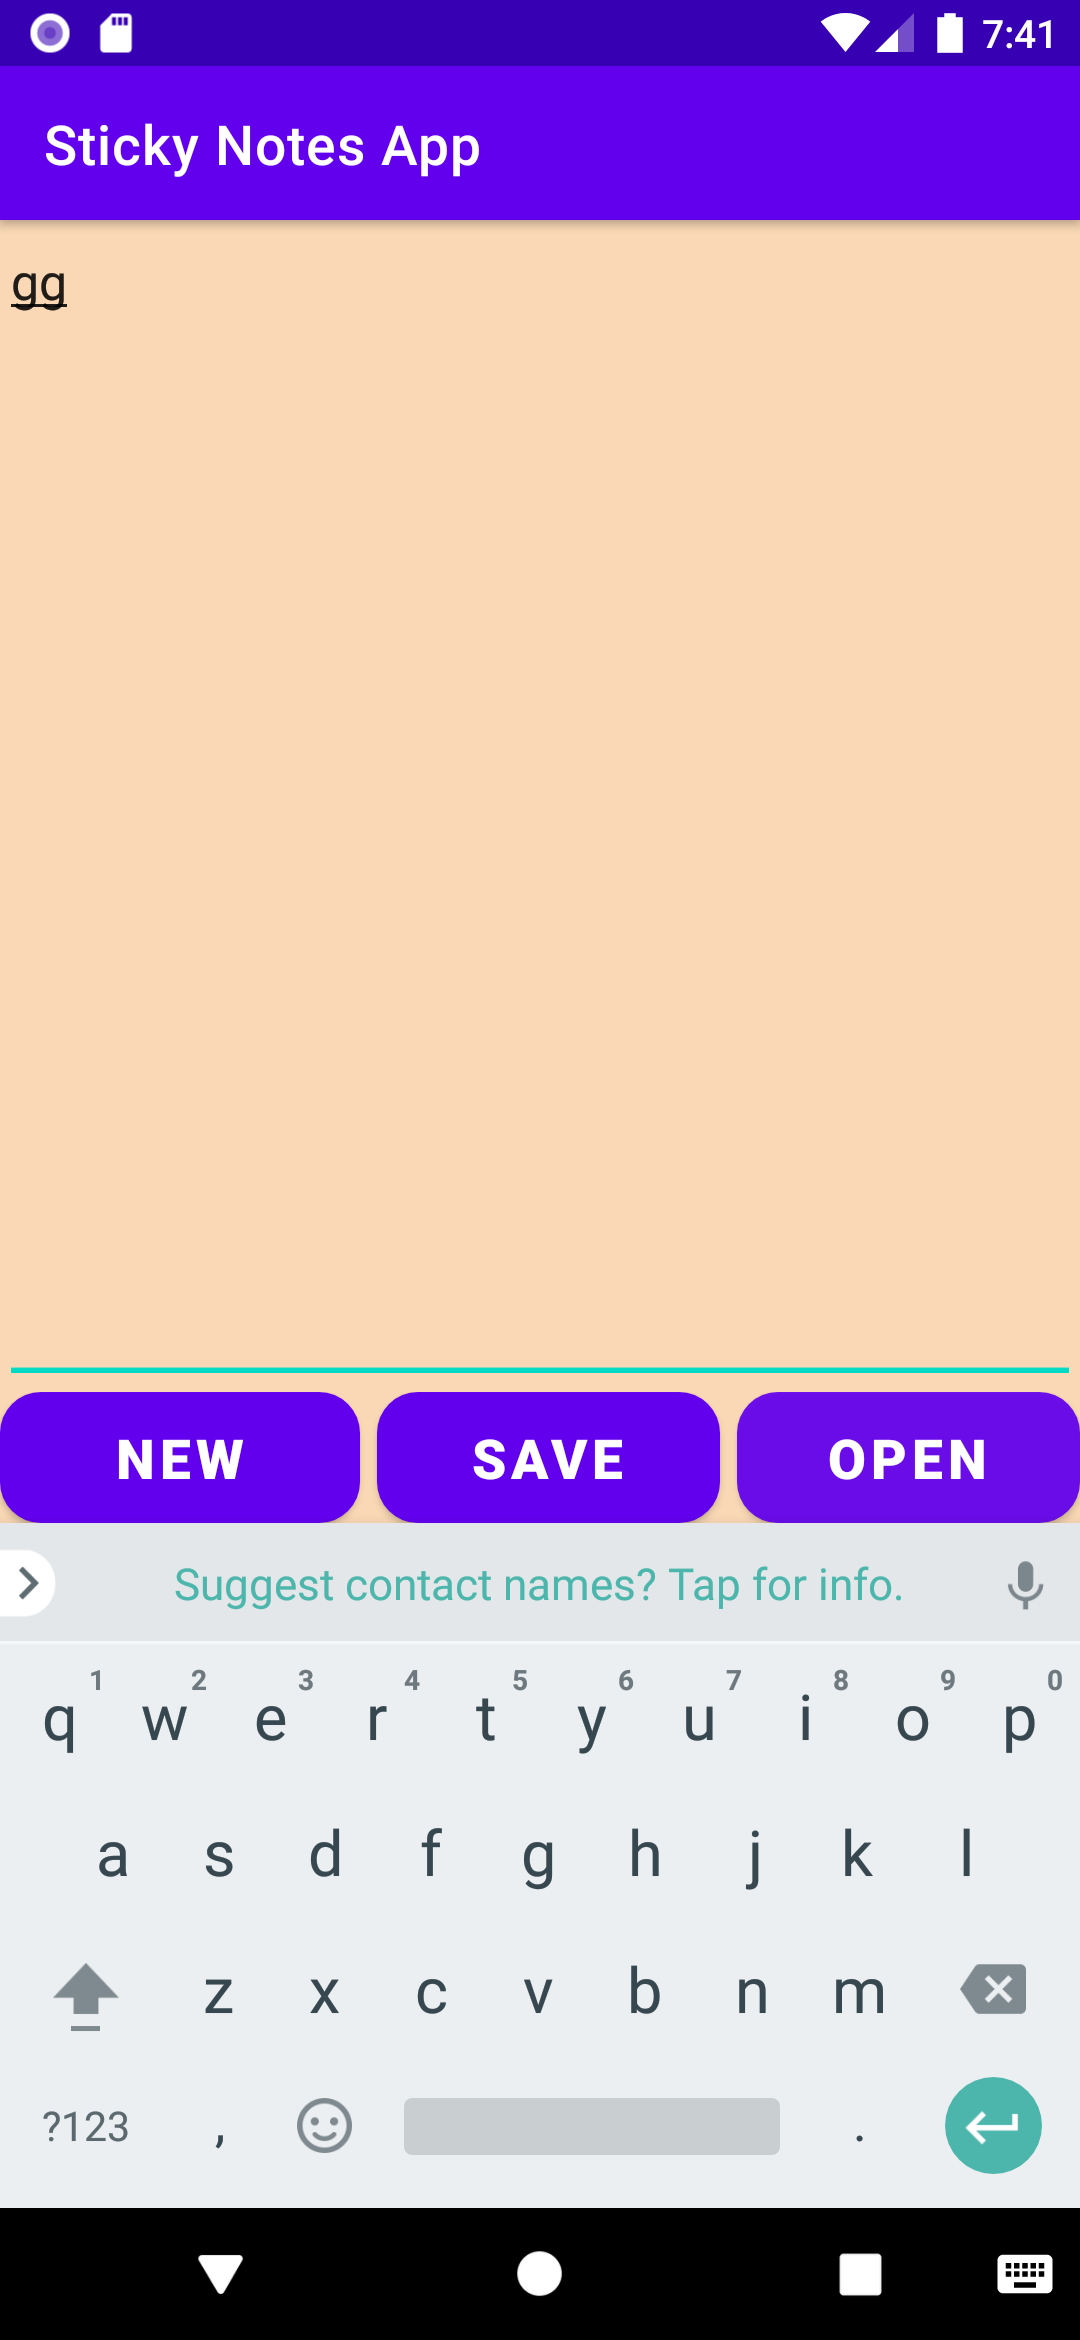 7:41
Sticky Notes App
gg
NEW SAVE OPEN
Suggest contact names? Tap for info.
1 2 3 4 5 6 7 8 9 0
q w e r t y u i o p
a s d f g h j k l
z x c v b n m
?123 , .